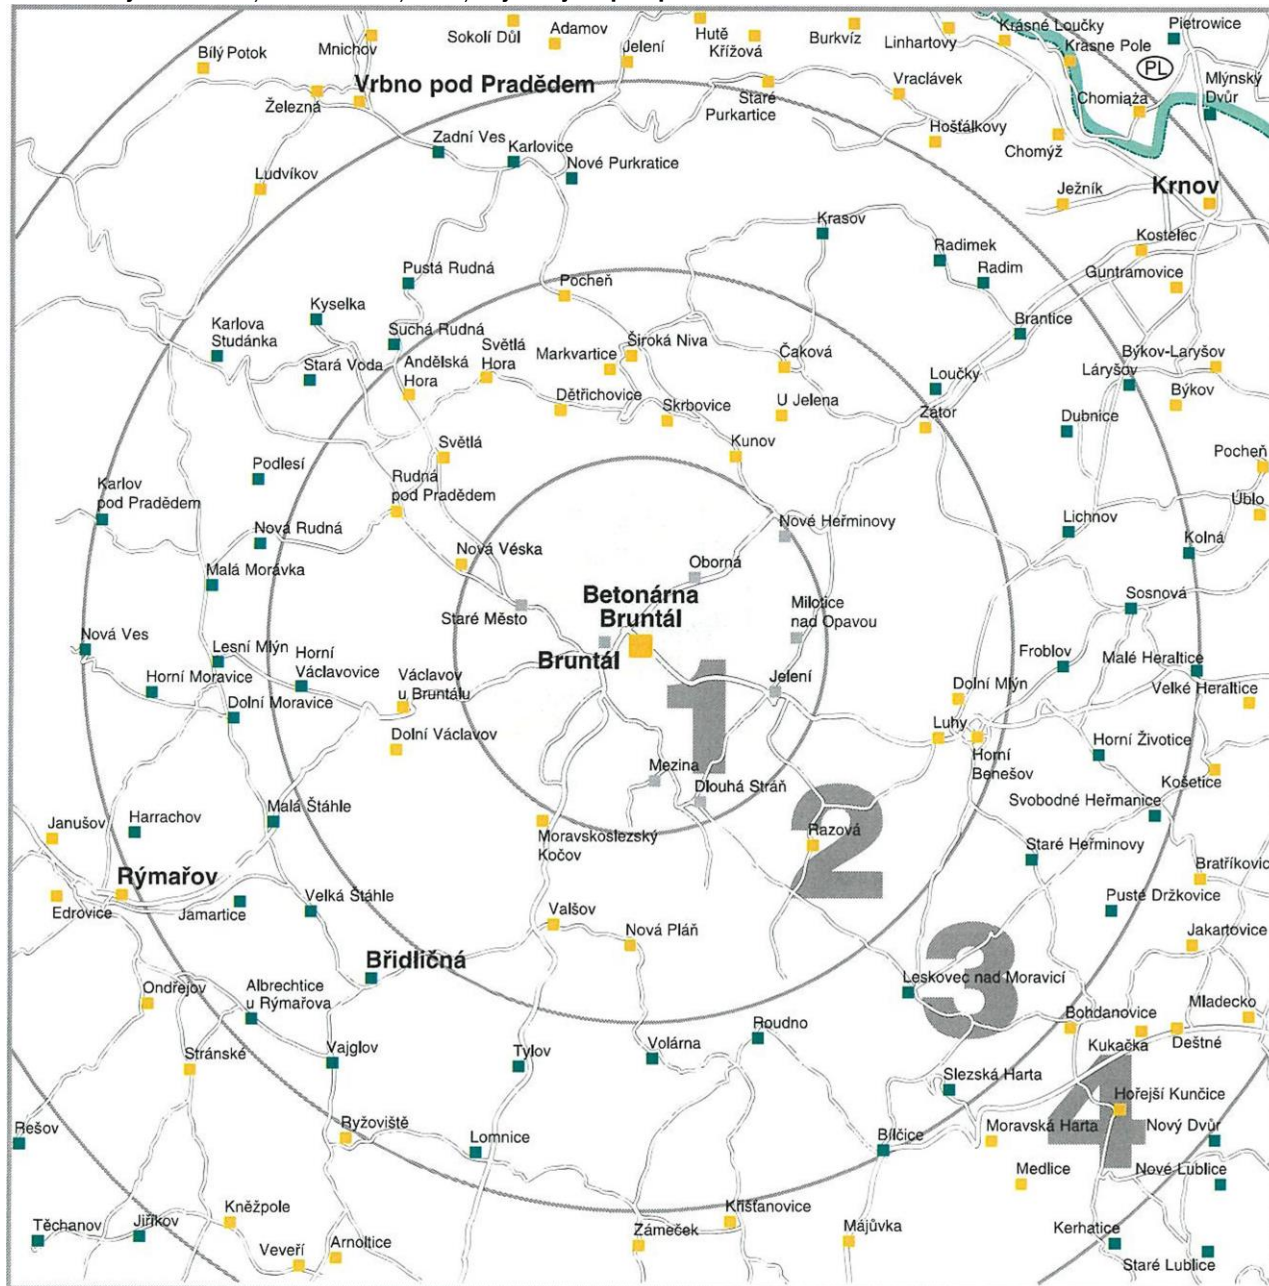 Sokolí Důl
Adamov
Hutě
Křížová
Burkvíz
Linhartovy
Krásné Loučky
Pietrowice
Mnichov
Bílý Potok
Jelení
Krasne Pole
PL
Vrbno pod Pradědem
Železná
Staré
Purkartice
Vraclávek
Chomiąża
Mlýnský
Dvůr
Zadní Ves
Karlovice
Nové Purkratice
Hošťálkovy
Chomýž
Ludvíkov
Ježník
Krnov
Krasov
Radimek
Radim
Kostelec
Guntramovice
Pustá Rudná
Pocheň
Kyselka
Karlova
Studánka
Suchá Rudná
Stará Voda
Andělská
Hora
Světlá
Hora
Markvartice
Široká Niva
Čaková
Brantice
Býkov-Laryšov
Láryšov
Loučky
Býkov
Dětřichovice
Skrbovice
U Jelena
Zátor
Dubnice
Světlá
Kunov
Pocheň
Podlesí
Karlov
pod Pradědem
Rudná
pod Pradědem
Úblo
Nová Rudná
Nové Heřminovy
Lichnov
Kolná
Nová Véska
Oborná
Malá Morávka
Betonárna
Bruntál
Staré Město
Milotice
nad Opavou
Sosnová
Nová Ves
Lesní Mlýn
Horní
Václavovice
Bruntál
Froblov
Malé Heraltice
Horní Moravice
Dolní Moravice
Václavov
u Bruntálu
1
Jelení
Dolní Mlýn
Velké Heraltice
Dolní Václavov
Luhy
Horní
Benešov
Horní Životice
Mezina
Dlouhá Stráň
Košetice
Svobodné Heřmanice
Malá Štáhle
Harrachov
Janušov
Moravskoslezský
Kočov
2
Razová
Staré Heřminovy
Bratříkovic
Rýmařov
Edrovice
Jamartice
Velká Štáhle
Pusté Držkovice
Valšov
Nová Pláň
3
Jakartovice
Břidličná
Leskovec nad Moravicí
Ondřejov
Albrechtice
u Rýmařova
Mladecko
Bohdanovice
Kukačka
Deštné
Roudno
Stránské
Vajglov
Tylov
Volárna
4
Slezská Harta
Hořejší Kunčice
Rešov
Ryžoviště
Lomnice
Bílčice
Moravská Harta
Nový Dvůr
Medlice
Nové Lublice
Kněžpole
Těchanov
Jiříkov
Veveří
Arnoltice
Zámeček
Křišťanovice
Májůvka
Kerhatice
Staré Lublice